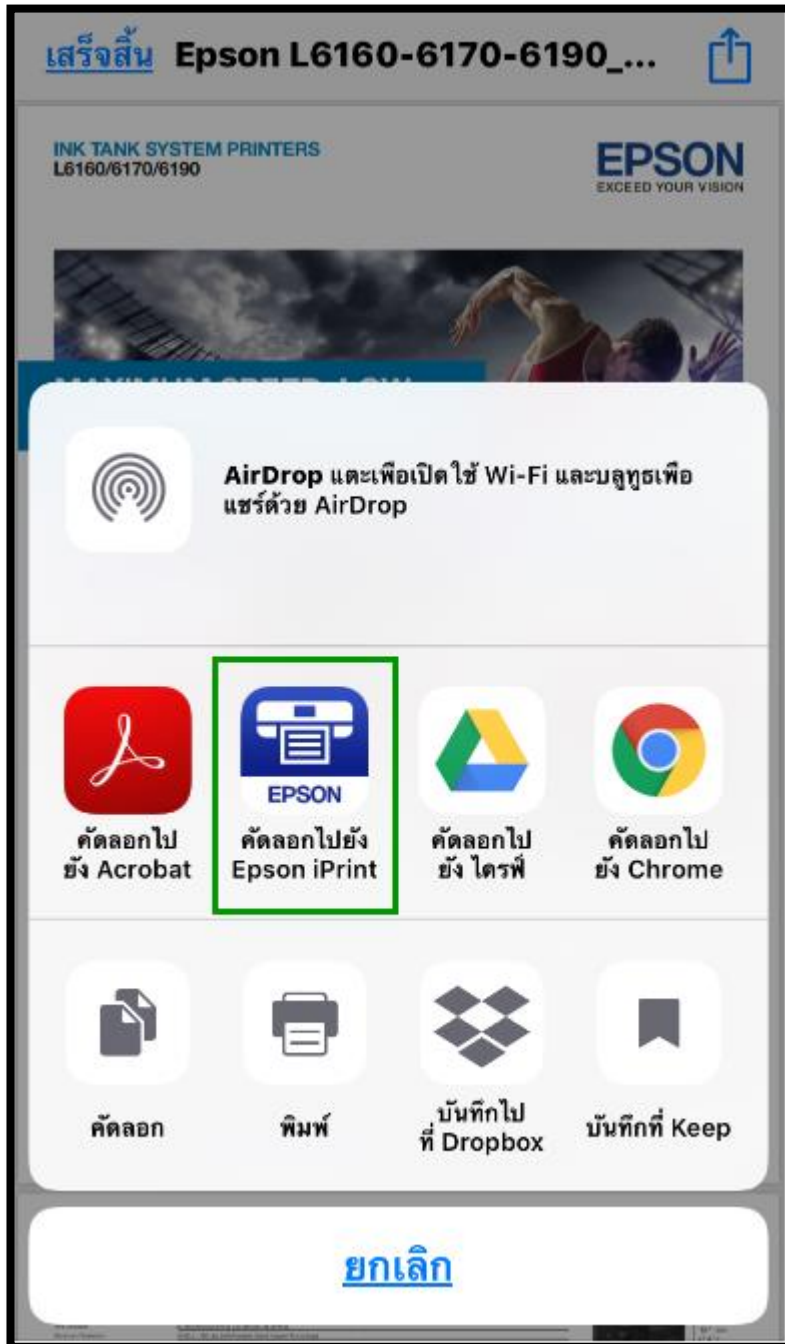 เสร็จสิ้น Epson L6160-6170-6190_...
INK TANK SYSTEM PRINTERS
L6160/6170/6190
EPSON
EXCEED YOUR VISION
AirDrop แตะเพื่อเปิดใช้ Wi-Fi และบลูทูธเพื่อ
แชร์ด้วย AirDrop
EPSON
คัดลอกไป
ยัง Acrobat
คัดลอกไปยัง
Epson iPrint
คัดลอกไป
ยัง ไดรฟ์
คัดลอกไป
ยัง Chrome
คัดลอก
พิมพ์
บันทึกไป
ที่ Dropbox
บันทึกที่ Keep
ยกเลิก